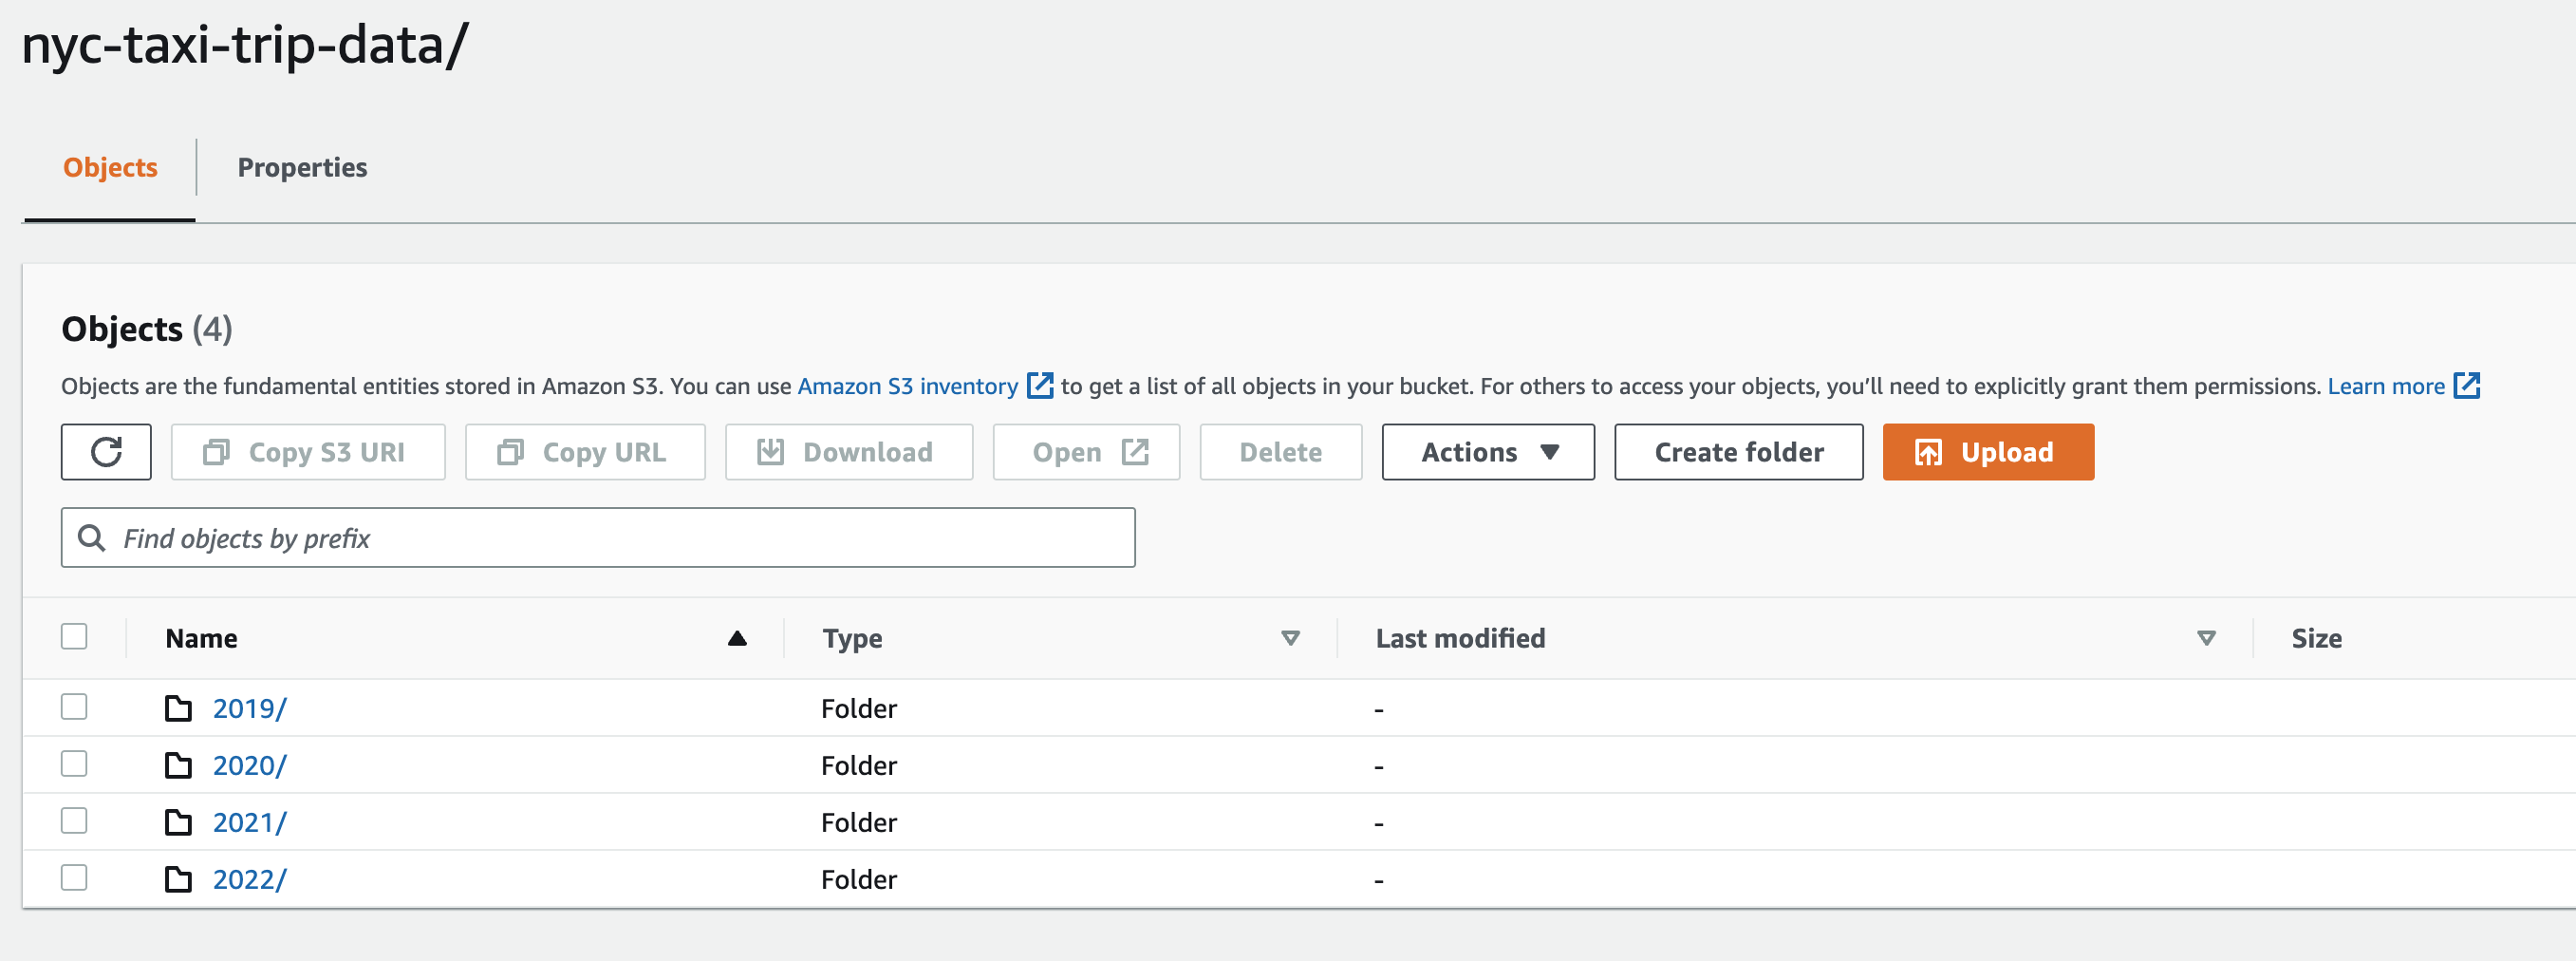 nyc-taxi-trip-data/
Objects Properties
Objects (4)
Objects are the fundamental entities stored in Amazon S3. You can use Amazon S3 inventory to get a list of all objects in your bucket. For others to access your objects, you’ll need to explicitly grant them permissions. Learn more
Copy S3 URI Copy URL Download Open Delete Actions Create folder Upload
Find objects by prefix
Name Type Last modified Size
2019/ Folder -
2020/ Folder -
2021/ Folder -
2022/ Folder -